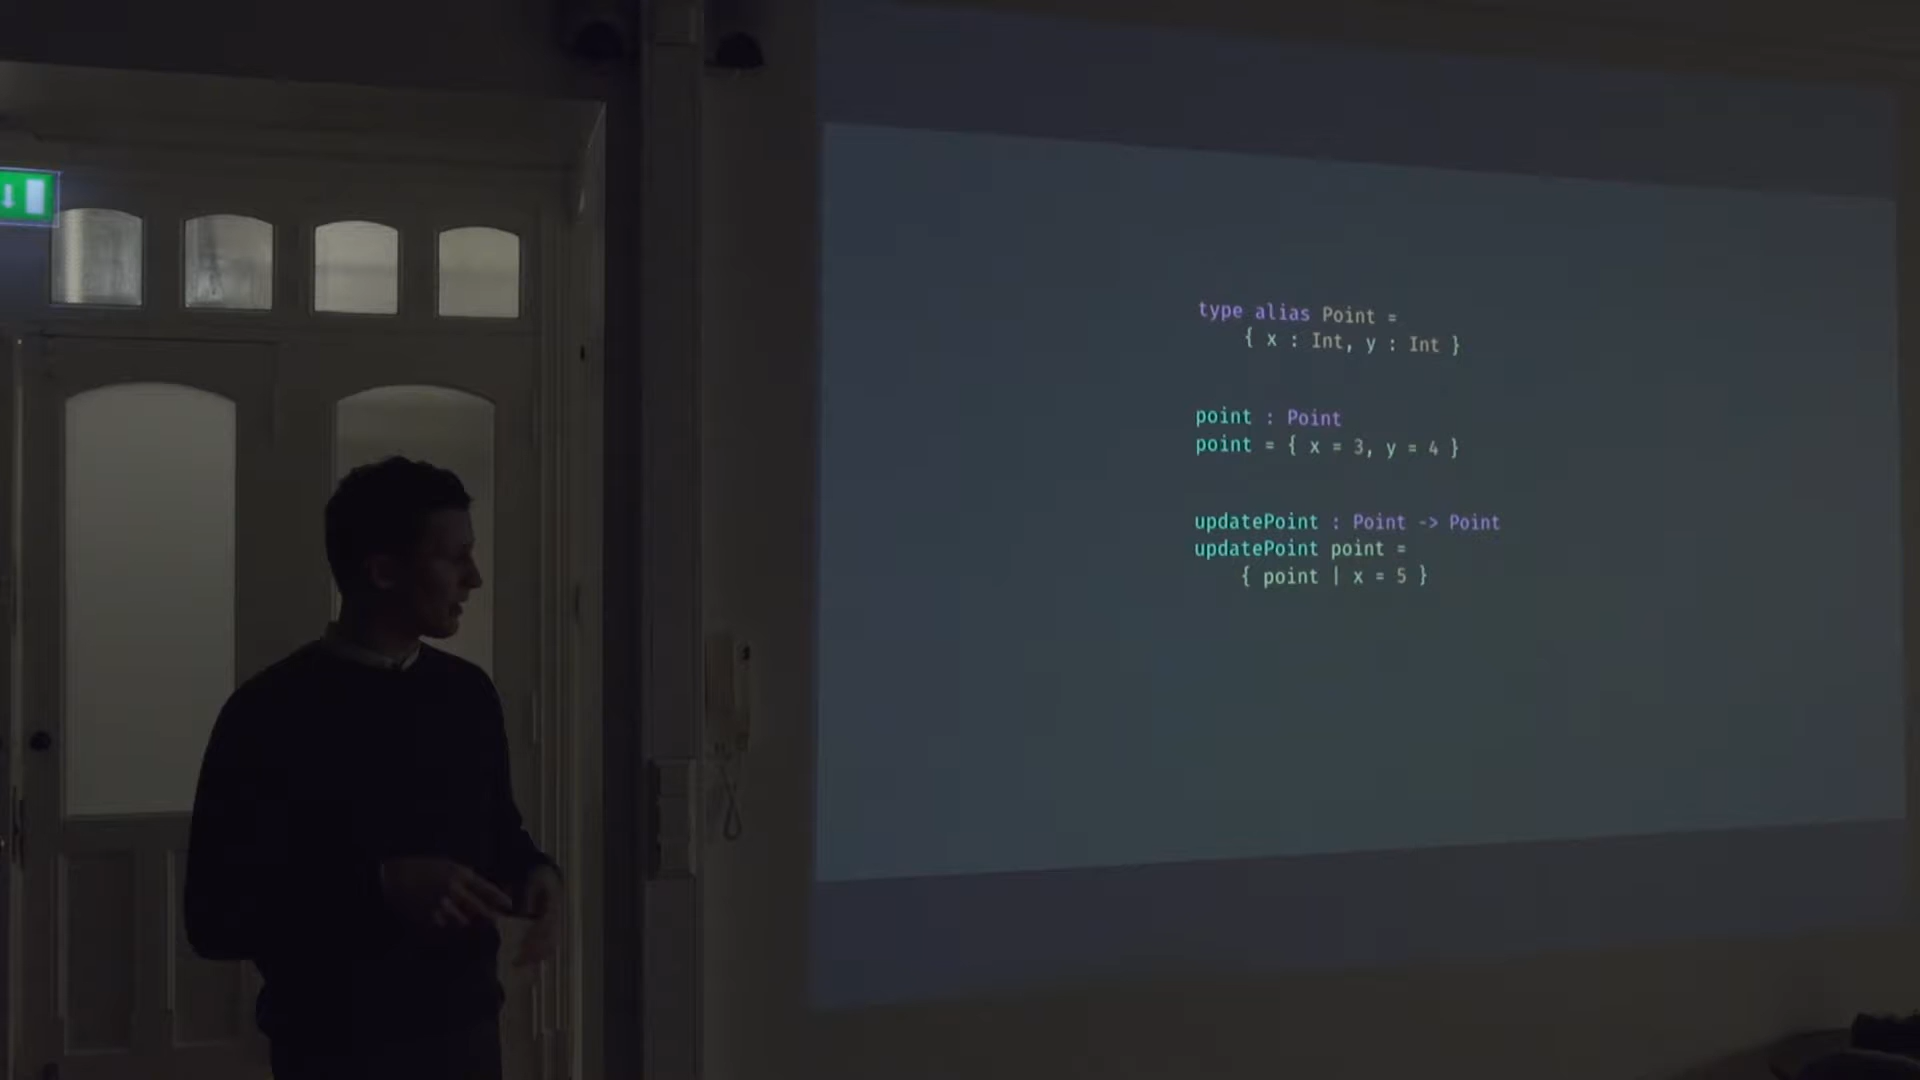 type alias Point =
{ x : Int, y : Int }
point : Point
point = { x = 3, y = 4 }
updatePoint : Point -> Point
updatePoint point =
{ point | x = 5 }